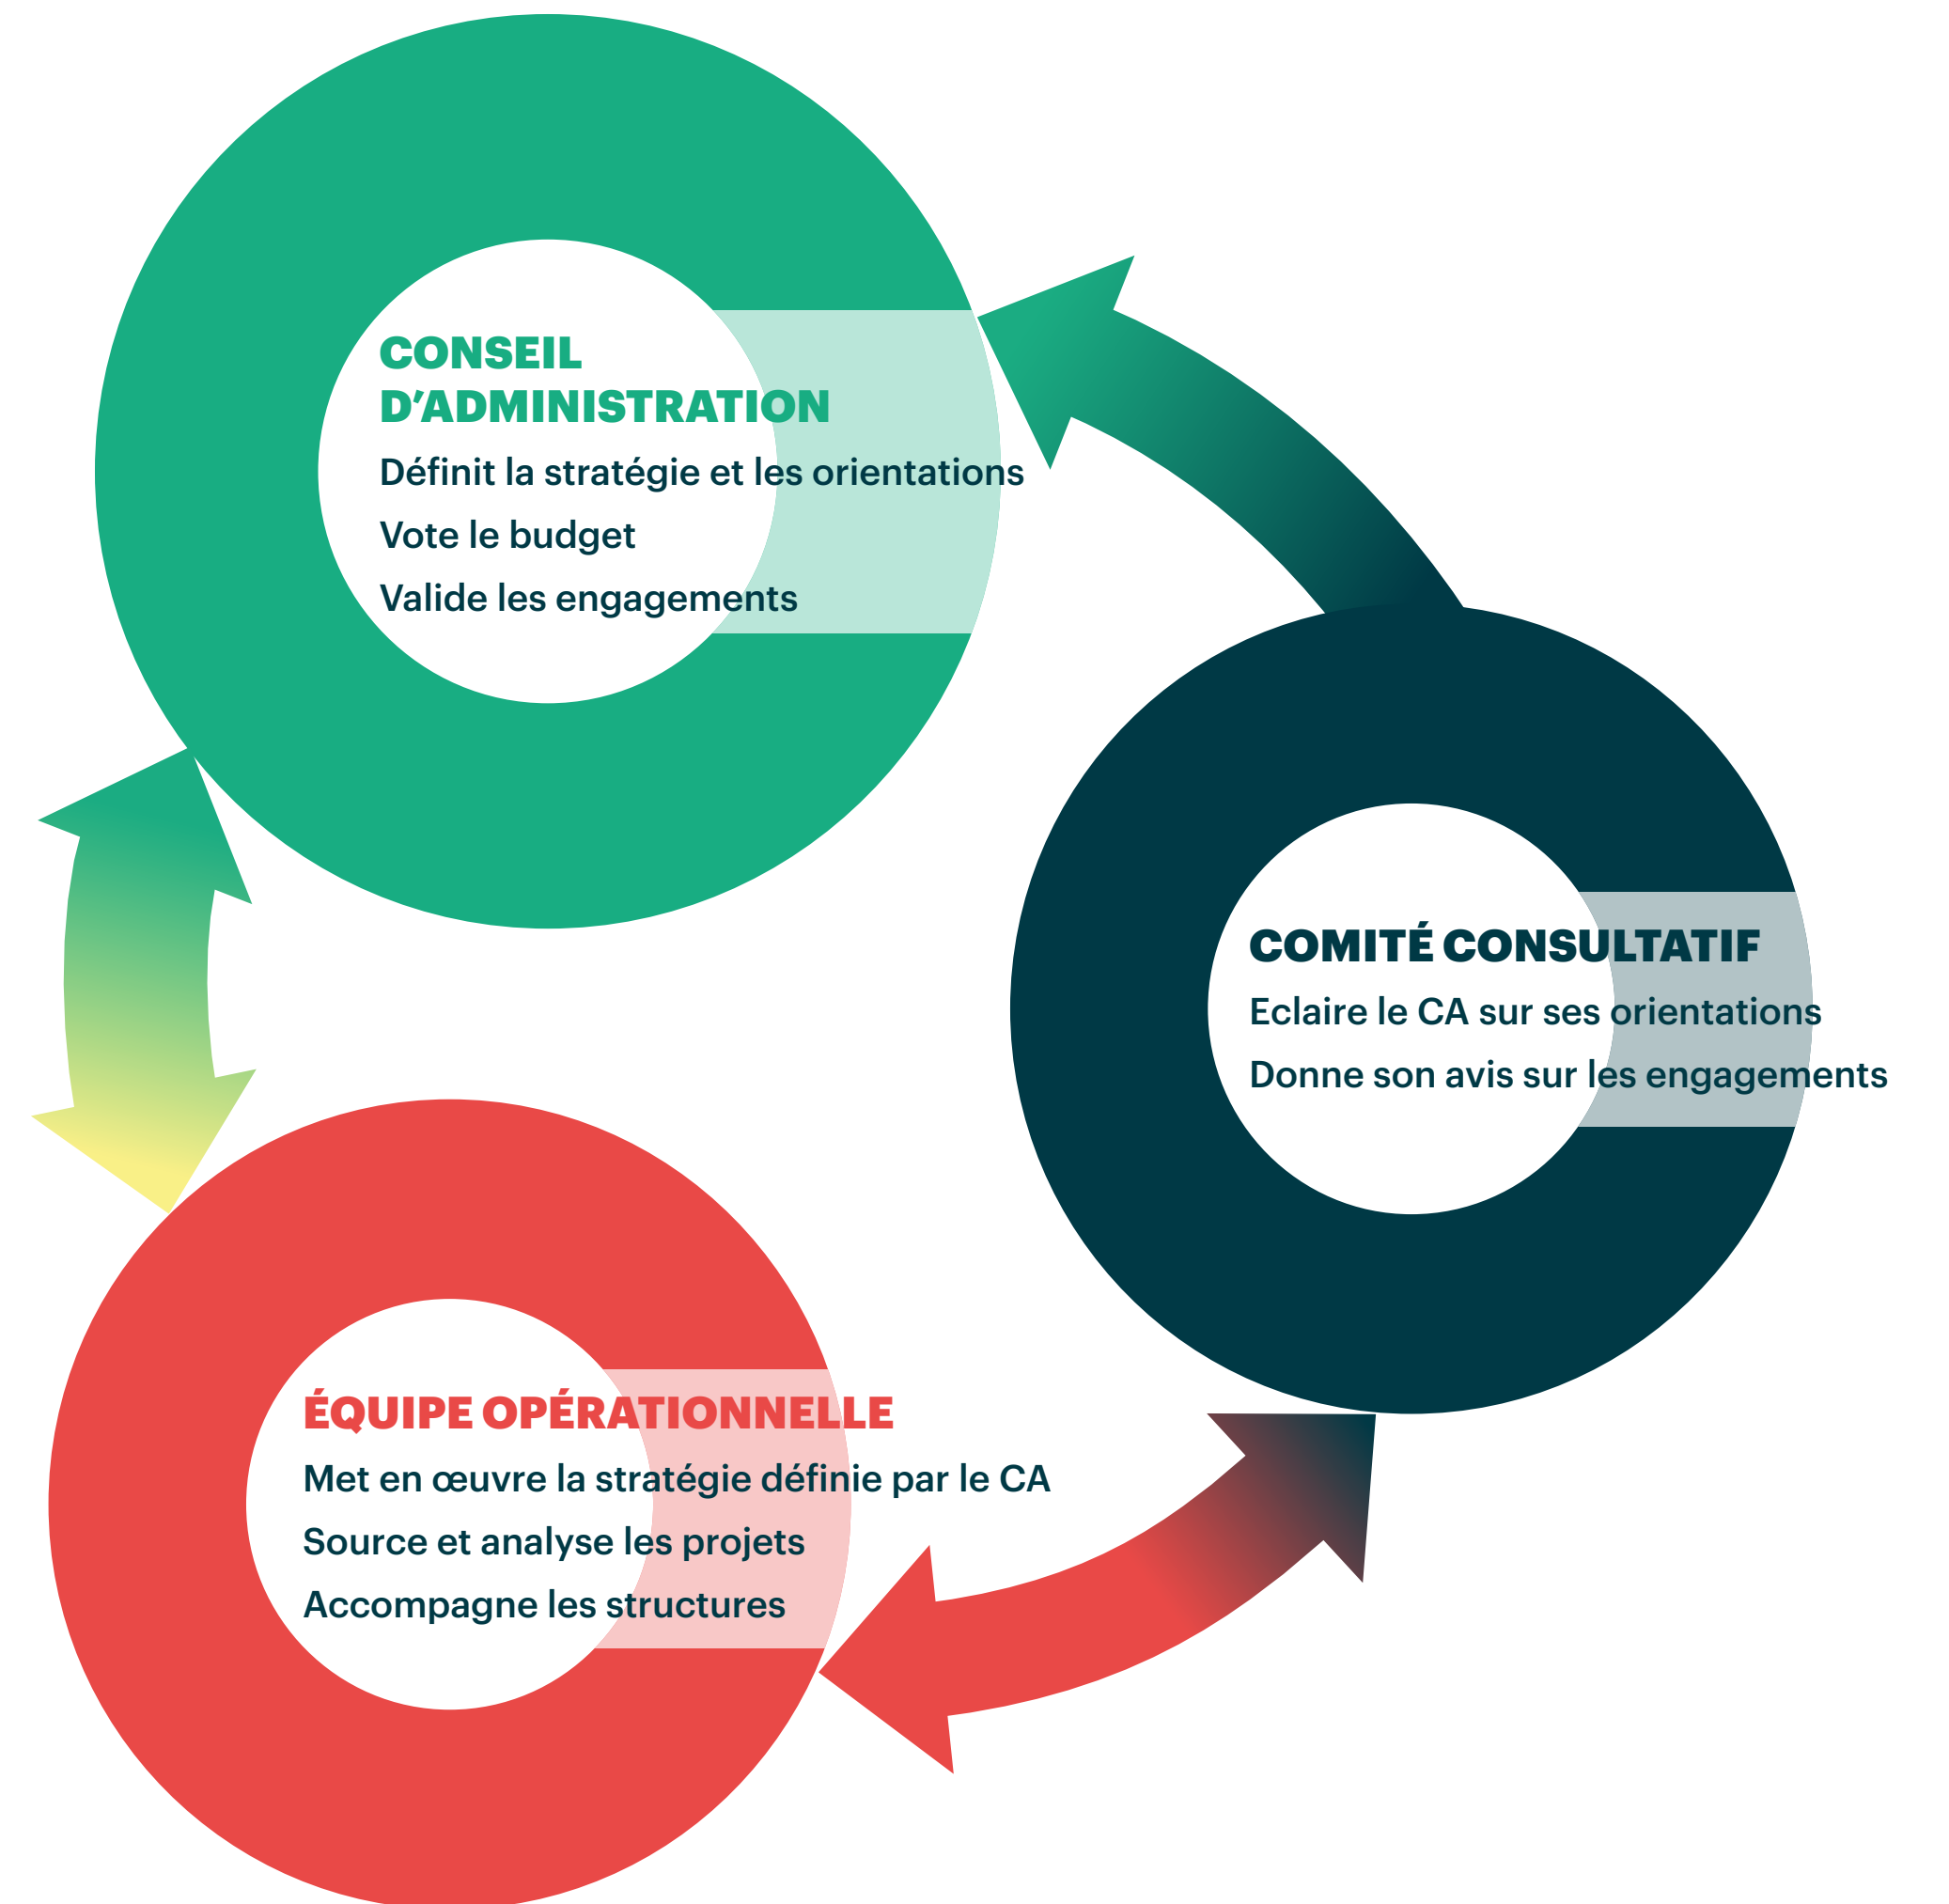 CONSEIL
D’ADMINISTRATION
Définit la stratégie et les orientations
Vote le budget
Valide les engagements
COMITÉ CONSULTATIF
Eclaire le CA sur ses orientations
Donne son avis sur les engagements
ÉQUIPE OPÉRATIONNELLE
Met en œuvre la stratégie définie par le CA
Source et analyse les projets
Accompagne les structures